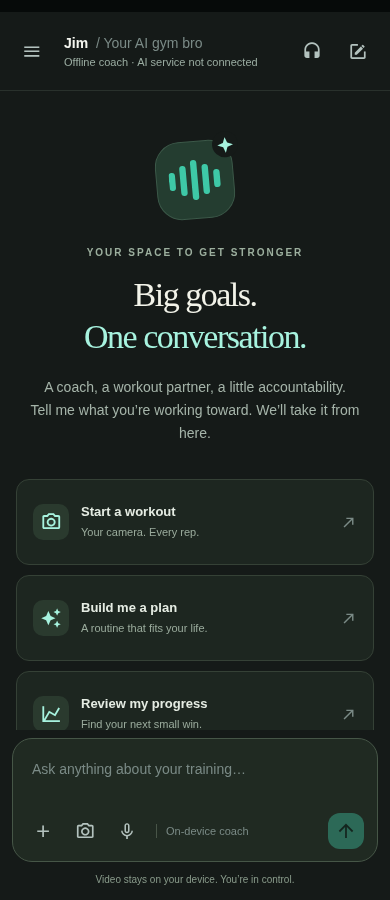 Jim / Your AI gym bro
Offline coach · AI service not connected
YOUR SPACE TO GET STRONGER
Big goals.
One conversation.
A coach, a workout partner, a little accountability.
Tell me what you’re working toward. We’ll take it from
here.
Start a workout
Your camera. Every rep.
Build me a plan
A routine that fits your life.
Review my progress
Find your next small win.
Ask anything about your training…
On-device coach
Video stays on your device. You’re in control.